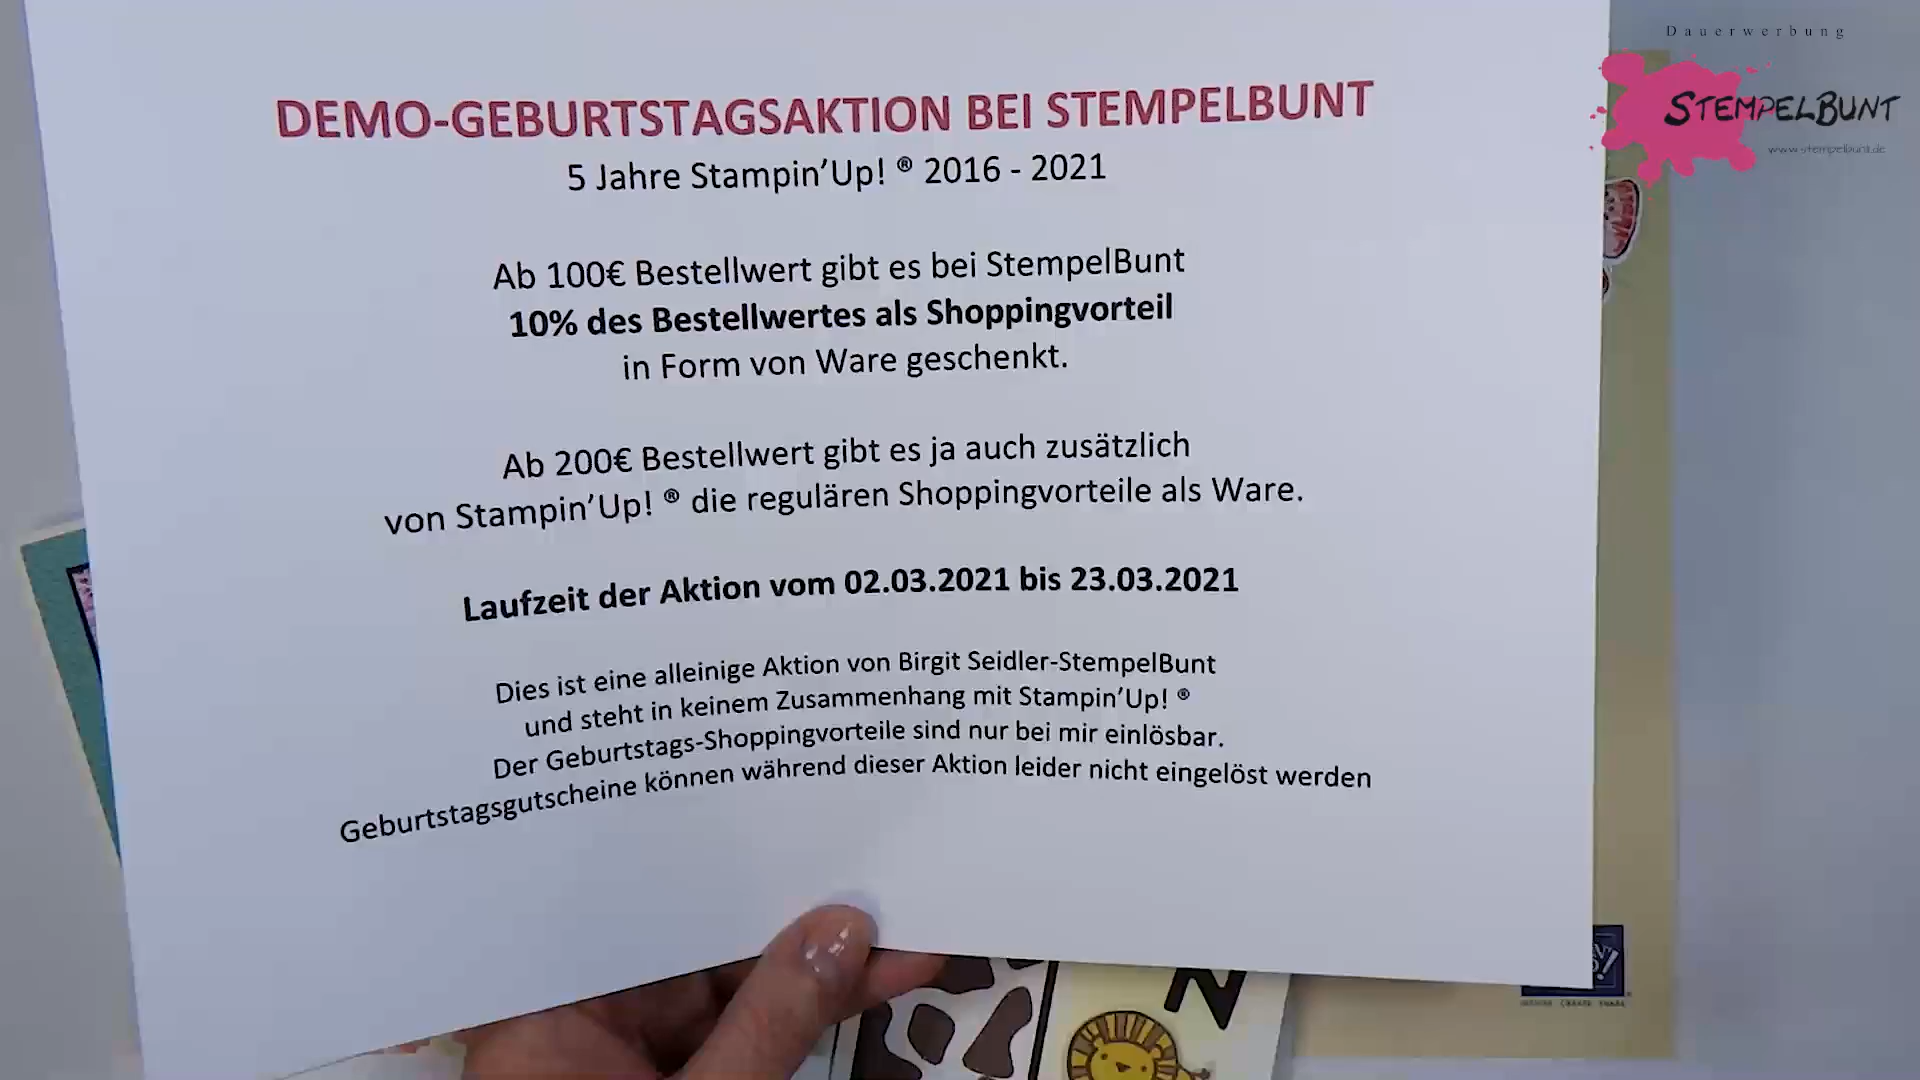 Dauerwerbung
STEMPELBUNT
www.stempelbunt.de
DEMO-GEBURTSTAGSAKTION BEI STEMPELBUNT
5 Jahre Stampin’Up! ® 2016 - 2021
Ab 100€ Bestellwert gibt es bei StempelBunt
10% des Bestellwertes als Shoppingvorteil
in Form von Ware geschenkt.
Ab 200€ Bestellwert gibt es ja auch zusätzlich
von Stampin’Up! ® die regulären Shoppingvorteile als Ware.
Laufzeit der Aktion vom 02.03.2021 bis 23.03.2021
Dies ist eine alleinige Aktion von Birgit Seidler-StempelBunt
und steht in keinem Zusammenhang mit Stampin’Up! ®
Der Geburtstags-Shoppingvorteile sind nur bei mir einlösbar.
Geburtstagsgutscheine können während dieser Aktion leider nicht eingelöst werden
N